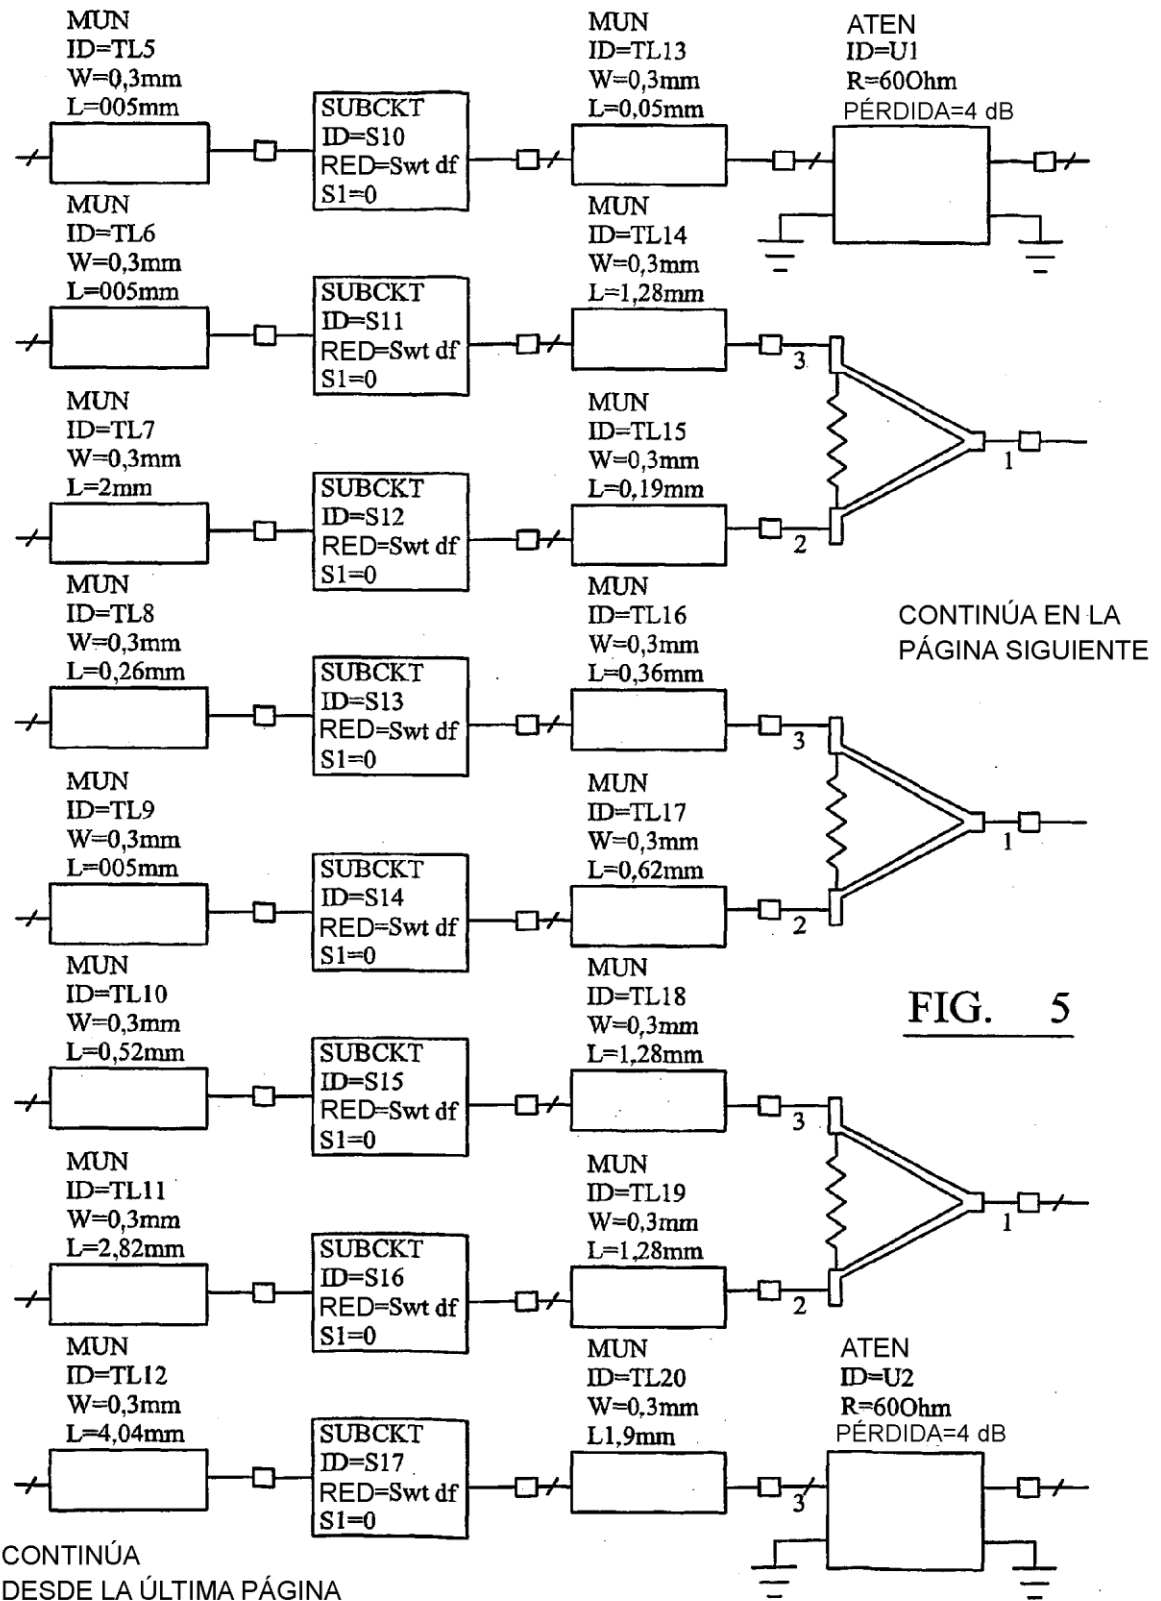 MUN
ID=TL5
W=0,3mm
L=005mm
SUBCKT
ID=S10
RED=Swt df
S1=0
MUN
ID=TL13
W=0,3mm
L=0,05mm
ATEN
ID=U1
R=60Ohm
PÉRDIDA=4 dB
MUN
ID=TL6
W=0,3mm
L=005mm
SUBCKT
ID=S11
RED=Swt df
S1=0
MUN
ID=TL14
W=0,3mm
L=1,28mm
3
1
MUN
ID=TL7
W=0,3mm
L=2mm
SUBCKT
ID=S12
RED=Swt df
S1=0
MUN
ID=TL15
W=0,3mm
L=0,19mm
2
CONTINÚA EN LA
PÁGINA SIGUIENTE
MUN
ID=TL8
W=0,3mm
L=0,26mm
SUBCKT
ID=S13
RED=Swt df
S1=0
MUN
ID=TL16
W=0,3mm
L=0,36mm
3
1
MUN
ID=TL9
W=0,3mm
L=005mm
SUBCKT
ID=S14
RED=Swt df
S1=0
MUN
ID=TL17
W=0,3mm
L=0,62mm
2
FIG. 5
MUN
ID=TL10
W=0,3mm
L=0,52mm
SUBCKT
ID=S15
RED=Swt df
S1=0
MUN
ID=TL18
W=0,3mm
L=1,28mm
3
1
MUN
ID=TL11
W=0,3mm
L=2,82mm
SUBCKT
ID=S16
RED=Swt df
S1=0
MUN
ID=TL19
W=0,3mm
L=1,28mm
2
MUN
ID=TL12
W=0,3mm
L=4,04mm
SUBCKT
ID=S17
RED=Swt df
S1=0
MUN
ID=TL20
W=0,3mm
L1,9mm
3
ATEN
ID=U2
R=60Ohm
PÉRDIDA=4 dB
CONTINÚA
DESDE LA ÚLTIMA PÁGINA